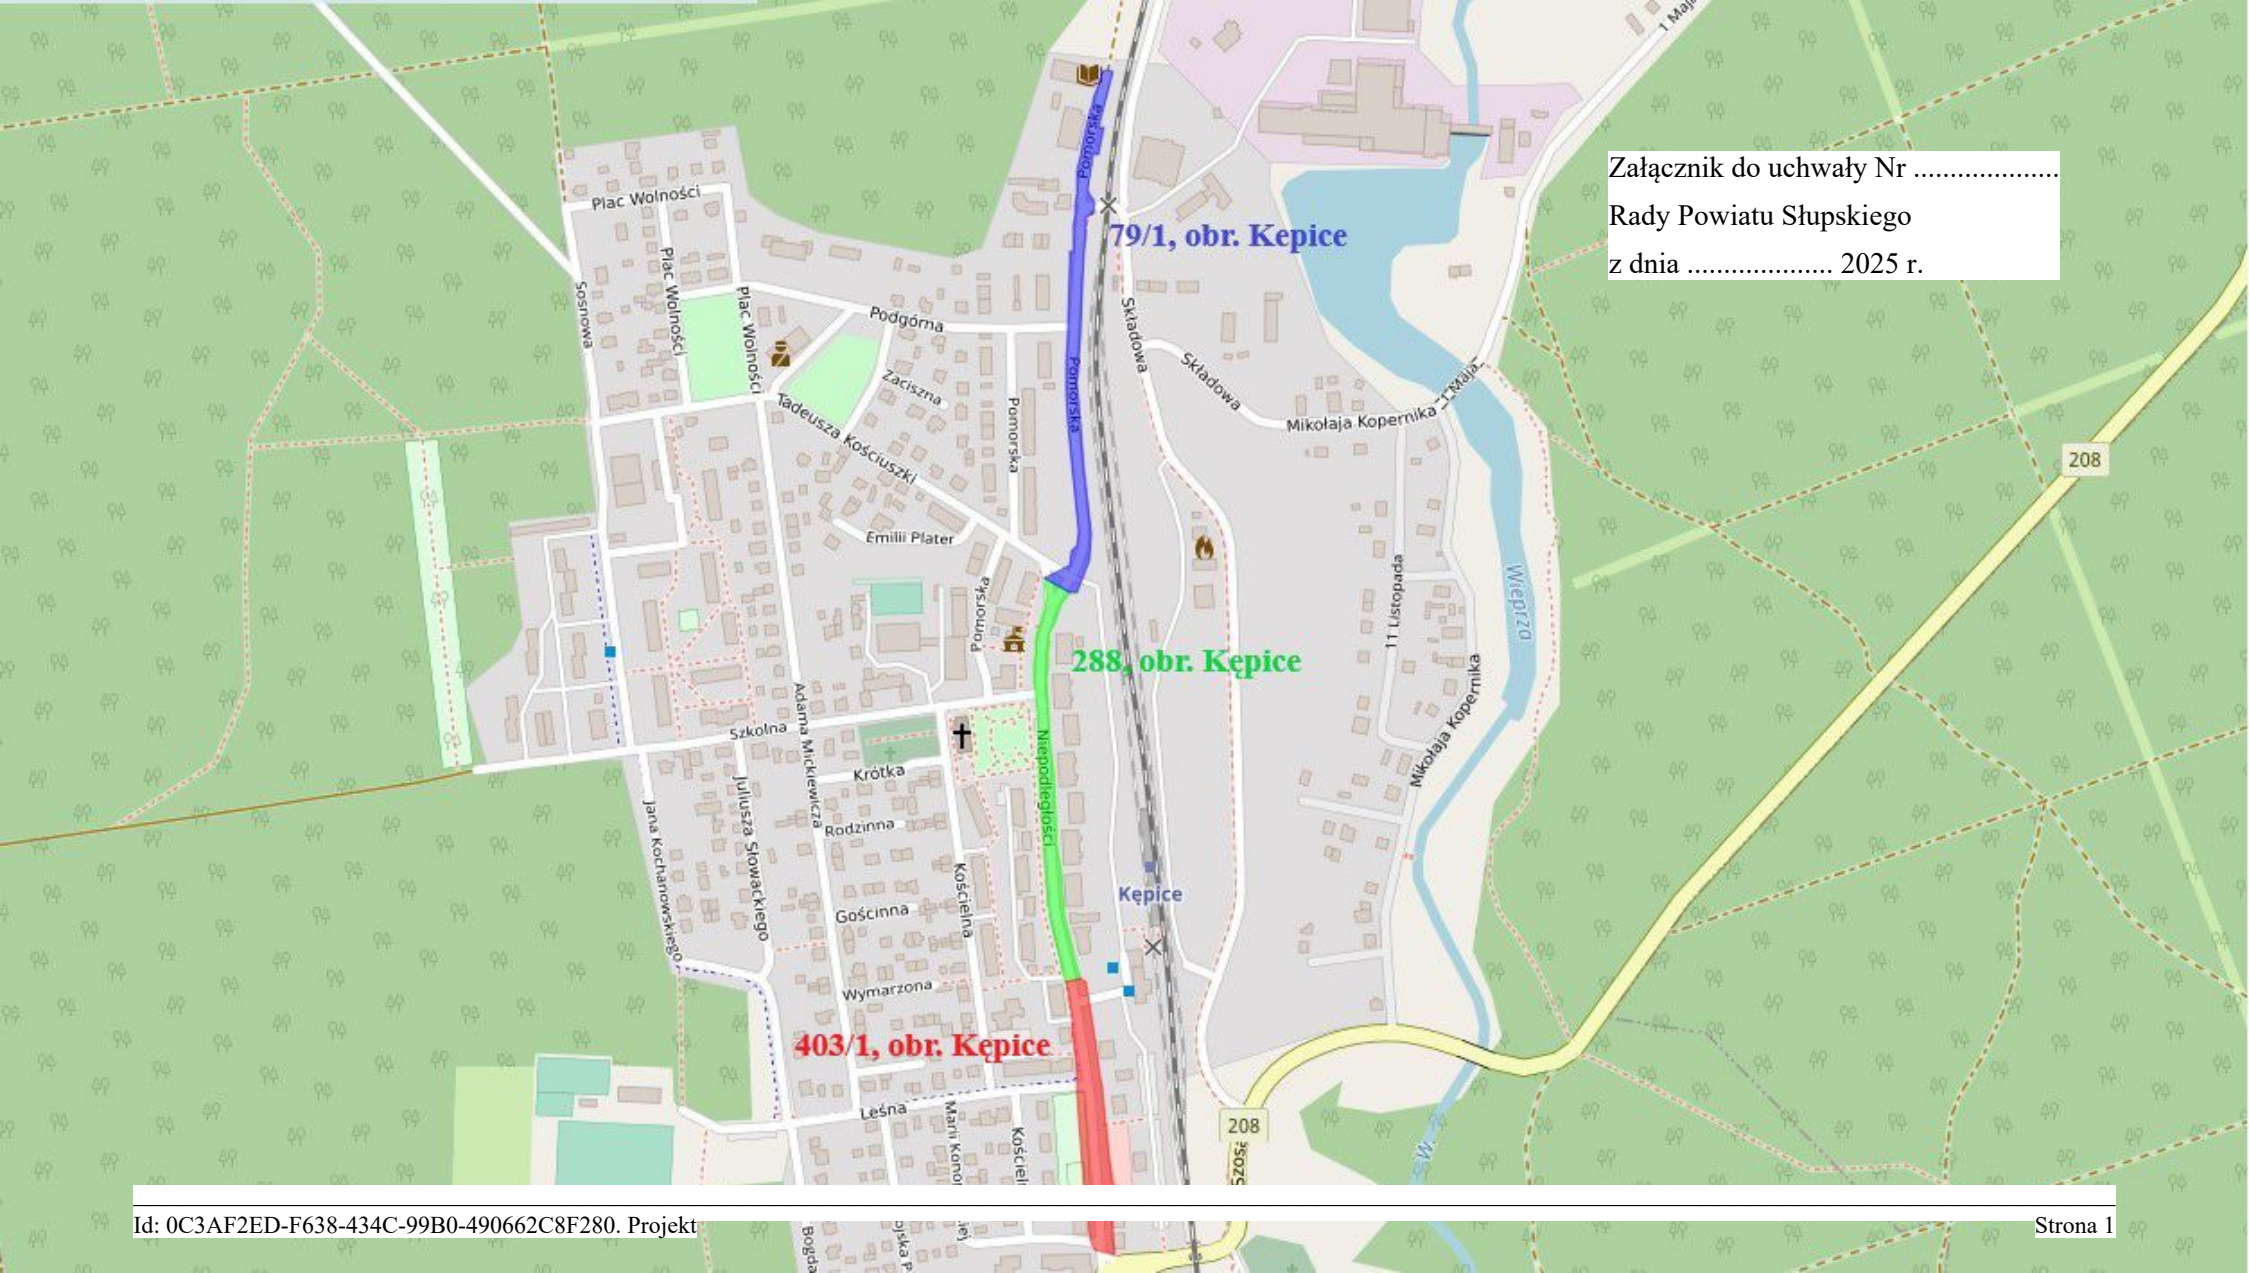 1 Maja
Pomorska
Załącznik do uchwały Nr ....................
Rady Powiatu Słupskiego
z dnia .................... 2025 r.
Plac Wolności
79/1, obr. Kępice
Plac Wolności
Plac Wolności
Sosnowa
Podgórna
Składowa
Składowa
Pomorska
Zaciszna
Tadeusza Kościuszki
Pomorska
Mikołaja Kopernika
1 Maja
208
Emilii Plater
Pomorska
11 Listopada
Wieprza
288, obr. Kępice
Mikołaja Kopernika
Adama Mickiewicza
Szkolna
Niepodległości
Krótka
Juliusza Słowackiego
Jana Kochanowskiego
Rodzinna
Kościelna
Kępice
Gościnna
Wymarzona
403/1, obr. Kępice
Leśna
208
Id: 0C3AF2ED-F638-434C-99B0-490662C8F280. Projekt
Strona 1